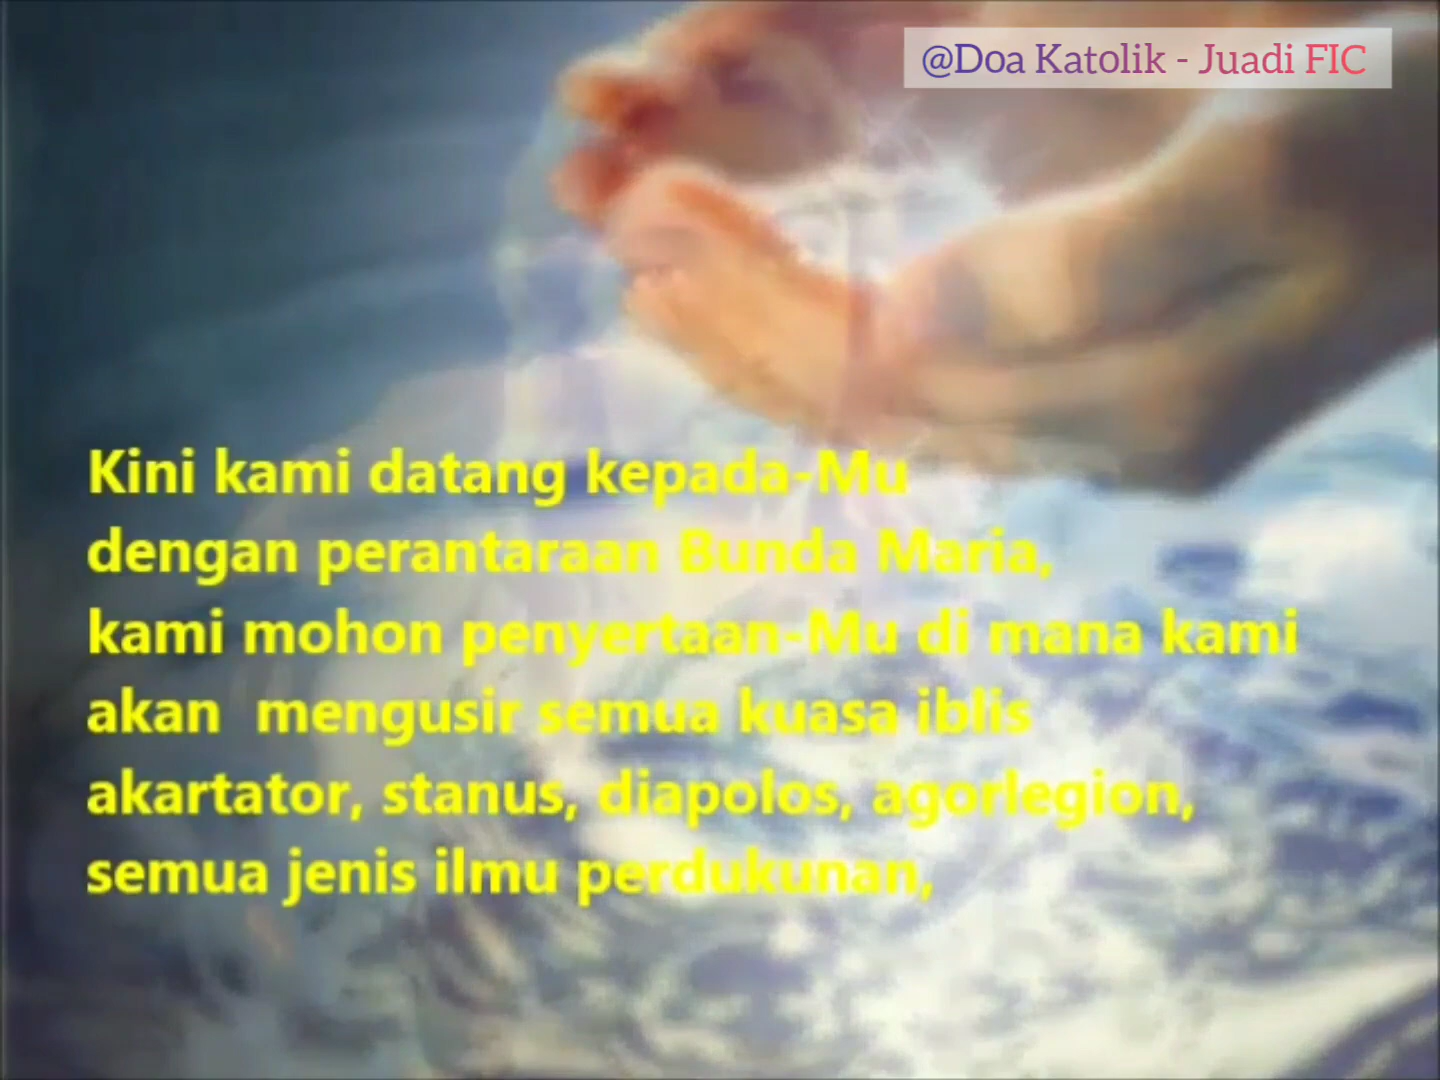 @Doa Katolik - Juadi FIC
Kini kami datang kepada-Mu
dengan perantaraan Bunda Maria,
kami mohon penyertaan-Mu di mana kami
akan  mengusir semua kuasa iblis
akartator, stanus, diapolos, agorlegion,
semua jenis ilmu perdukunan,